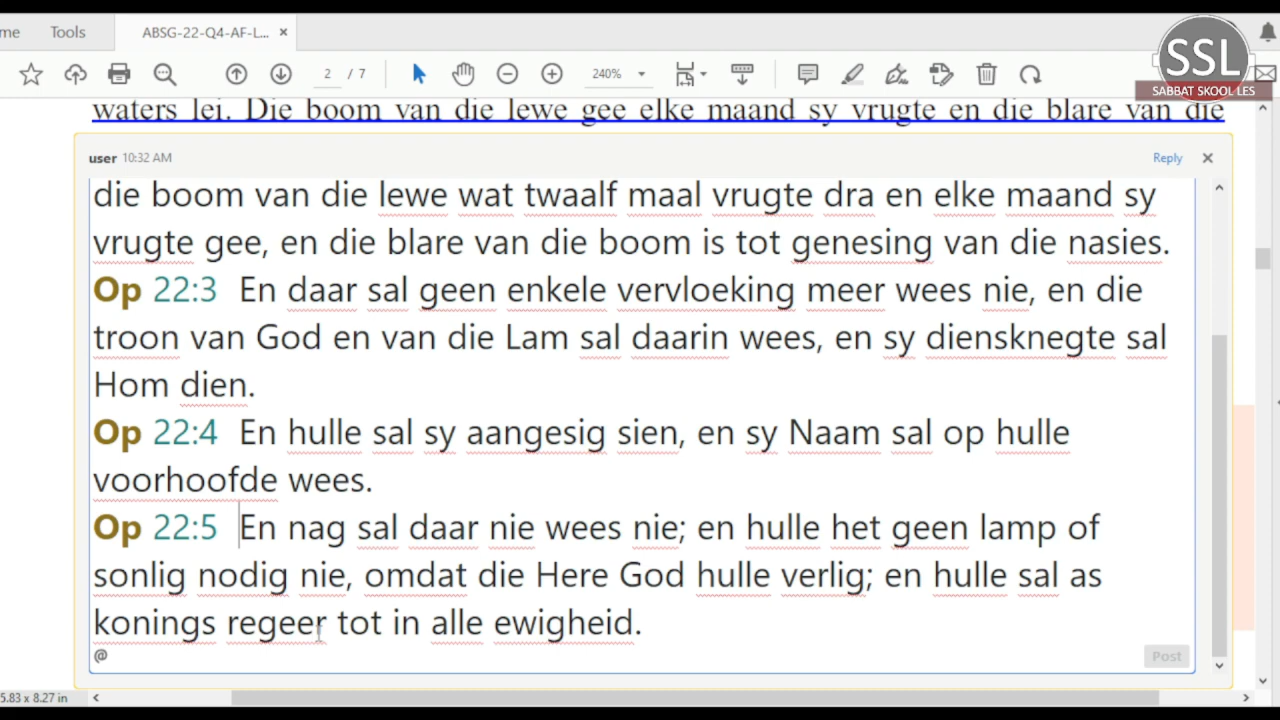 me Tools ABSG-22-Q4-AF-L... ×
SSL
SABBAT SKOOL LES
2 / 7 240%
waters lei. Die boom van die lewe gee elke maand sy vrugte en die blare van die
user 10:32 AM Reply ×
die boom van die lewe wat twaalf maal vrugte dra en elke maand sy
vrugte gee, en die blare van die boom is tot genesing van die nasies.
Op 22:3 En daar sal geen enkele vervloeking meer wees nie, en die
troon van God en van die Lam sal daarin wees, en sy diensknegte sal
Hom dien.
Op 22:4 En hulle sal sy aangesig sien, en sy Naam sal op hulle
voorhoofde wees.
Op 22:5 En nag sal daar nie wees nie; en hulle het geen lamp of
sonlig nodig nie, omdat die Here God hulle verlig; en hulle sal as
konings regeer tot in alle ewigheid.
@ Post
5.83 x 8.27 in